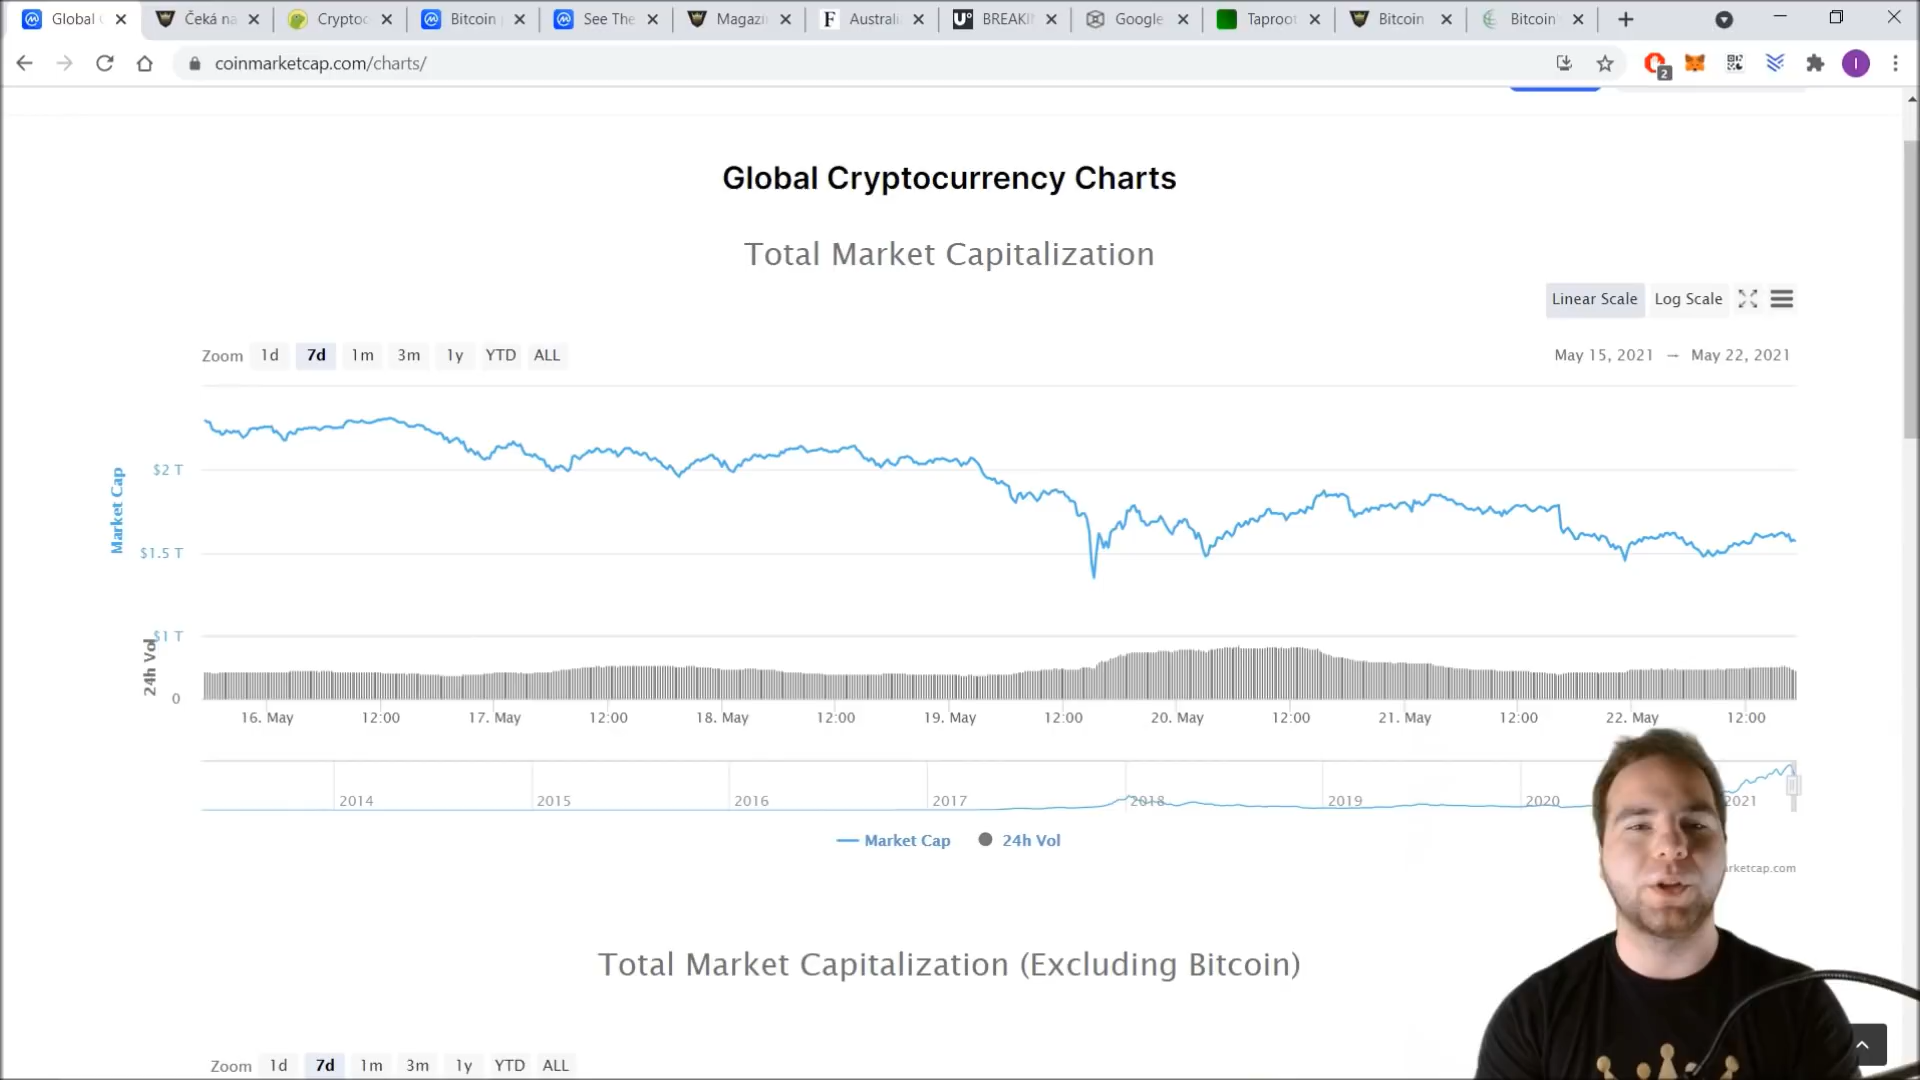 Global C
Čeká na
Cryptoc
Bitcoin p
See The
Magazi
Australi
BREAKI
Google
Taproot
Bitcoin
Bitcoin
coinmarketcap.com/charts/
2
I
Global Cryptocurrency Charts
Total Market Capitalization
Linear Scale
Log Scale
Zoom 1d 7d 1m 3m 1y YTD ALL
May 15, 2021 → May 22, 2021
Market Cap
$2 T
$1.5 T
$1 T
24h Vol
0
16. May 12:00 17. May 12:00 18. May 12:00 19. May 12:00 20. May 12:00 21. May 12:00 22. May 12:00
2014 2015 2016 2017 2018 2019 2020 2021
Market Cap 24h Vol
rketcap.com
Total Market Capitalization (Excluding Bitcoin)
Zoom 1d 7d 1m 3m 1y YTD ALL